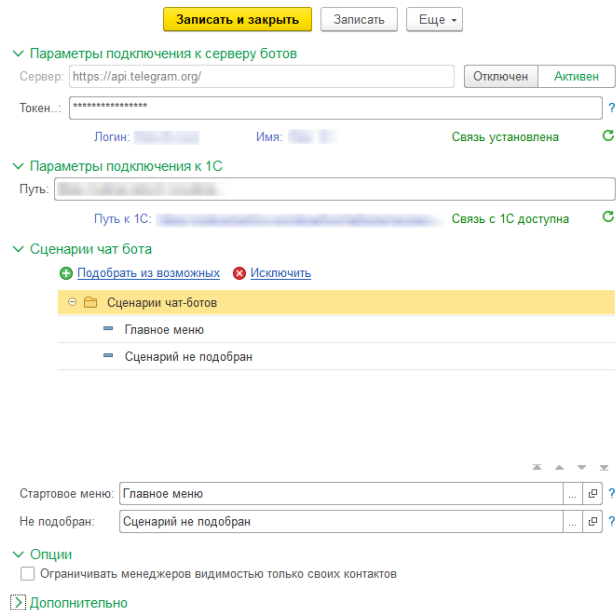 Записать и закрыть Записать Еще
Параметры подключения к серверу ботов
Сервер: https://api.telegram.org/ Отключен Активен
Токен..: **************** ?
Логин: Имя: Связь установлена
Параметры подключения к 1С
Путь:
Путь к 1С: Связь с 1С доступна
Сценарии чат бота
Подобрать из возможных Исключить
Сценарии чат-ботов
Главное меню
Сценарий не подобран
Стартовое меню: Главное меню ... ?
Не подобран: Сценарий не подобран ... ?
Опции
Ограничивать менеджеров видимостью только своих контактов
Дополнительно